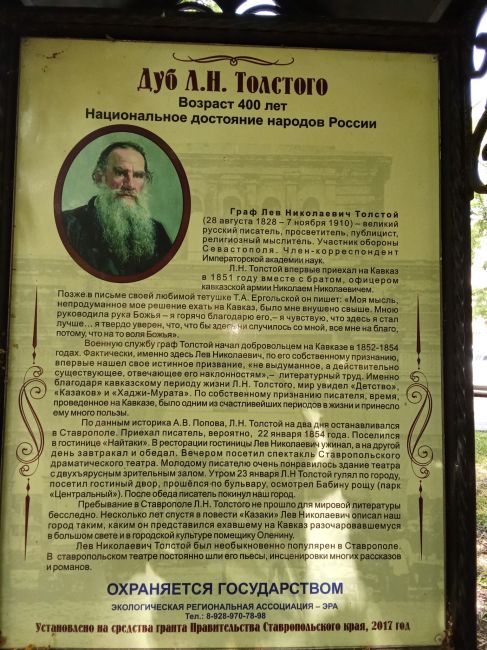 Дуб Л.Н. Толстого
Возраст 400 лет
Национальное достояние народов России
Граф Лев Николаевич Толстой
(28 августа 1828 – 7 ноября 1910) – великий
русский писатель, просветитель, публицист,
религиозный мыслитель. Участник обороны
Севастополя. Член-корреспондент
Императорской академии наук.
Л.Н. Толстой впервые приехал на Кавказ
в 1851 году вместе с братом, офицером
кавказской армии Николаем Николаевичем.
Позже в письме своей любимой тетушке Т.А. Ергольской он пишет: «Моя мысль,
непродуманное мое решение ехать на Кавказ, было мне внушено свыше. Мною
руководила рука Божья – я горячо благодарю его,– я чувствую, что здесь я стал
лучше… я твердо уверен, что, что бы здесь ни случилось со мной, все мне на благо,
потому, что на то воля Божья».
Военную службу граф Толстой начал добровольцем на Кавказе в 1852-1854
годах. Фактически, именно здесь Лев Николаевич, по его собственному признанию,
впервые нашел свое истинное призвание, «не выдуманное, а действительно
существующее, отвечающее его наклонностям»,– литературный труд. Именно
благодаря кавказскому периоду жизни Л.Н. Толстого, мир увидел «Детство»,
«Казаков» и «Хаджи-Мурата». По собственному признанию писателя, время,
проведенное на Кавказе, было одним из счастливейших периодов в жизни и принесло
ему много пользы.
По данным историка А.В. Попова, Л.Н. Толстой на два дня останавливался
в Ставрополе. Приехал писатель, вероятно, 22 января 1854 года. Поселился
в гостинице «Найтаки». В ресторации гостиницы Лев Николаевич ужинал, а на другой
день завтракал и обедал. Вечером посетил спектакль Ставропольского
драматического театра. Молодому писателю очень понравилось здание театра
с двухъярусным зрительным залом. Утром 23 января Л.Н. Толстой гулял по городу,
посетил гостиный двор, прошёлся по бульвару, осмотрел Бабину рощу (парк
«Центральный»). После обеда писатель покинул наш город.
Пребывание в Ставрополе Л.Н. Толстого не прошло для мировой литературы
бесследно. Несколько лет спустя в повести «Казаки» Лев Николаевич описал наш
город таким, каким он представился ехавшему на Кавказ разочаровавшемуся
в большом свете и в городской культуре помещику Оленину.
Лев Николаевич Толстой был необыкновенно популярен в Ставрополе.
В ставропольском театре постоянно шли его пьесы, инсценировки многих рассказов
и романов.
ОХРАНЯЕТСЯ ГОСУДАРСТВОМ
ЭКОЛОГИЧЕСКАЯ РЕГИОНАЛЬНАЯ АССОЦИАЦИЯ – ЭРА
Тел: 8-928-970-78-98
Установлено на средства гранта Правительства Ставропольского края, 2017 год